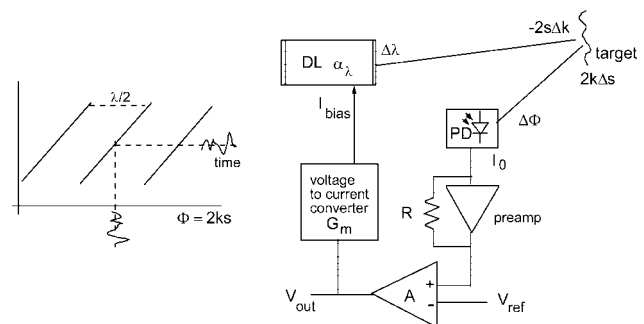 λ/2
time
Φ = 2ks
DL α_λ
Δλ
-2sΔk
target
2kΔs
I_bias
PD
ΔΦ
I_0
voltage
to current
converter
G_m
R
preamp
+
A
-
V_out
V_ref